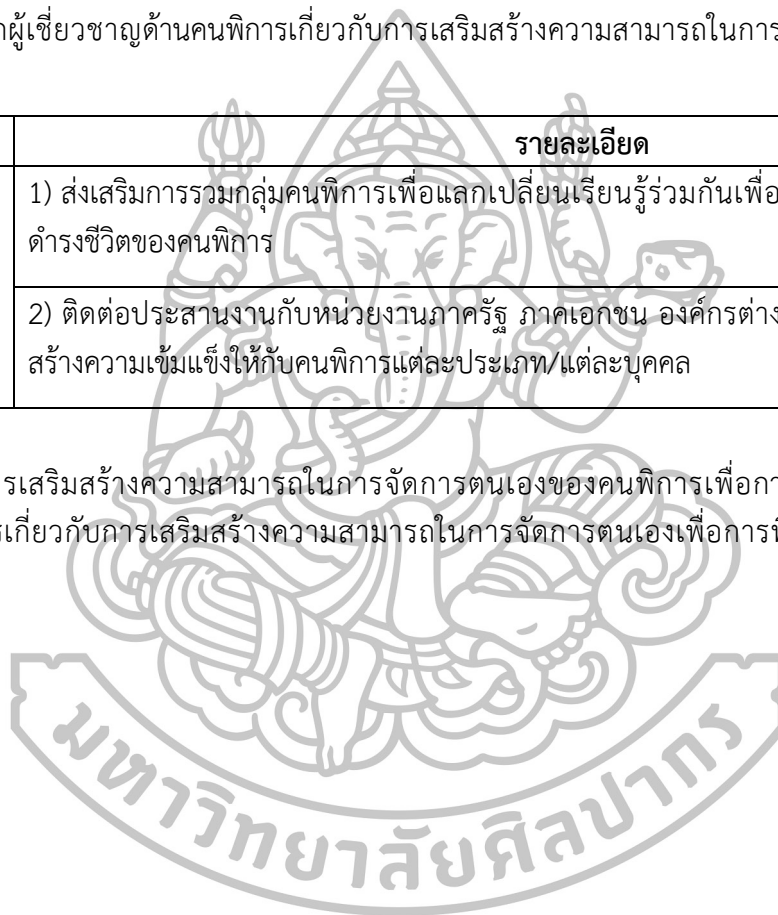 ผู้เชี่ยวชาญด้านคนพิการเกี่ยวกับการเสริมสร้างความสามารถในการ
รายละเอียด
1) ส่งเสริมการรวมกลุ่มคนพิการเพื่อแลกเปลี่ยนเรียนรู้ร่วมกันเพื่อ
ดำรงชีวิตของคนพิการ
2) ติดต่อประสานงานกับหน่วยงานภาครัฐ ภาคเอกชน องค์กรต่าง
สร้างความเข้มแข็งให้กับคนพิการแต่ละประเภท/แต่ละบุคคล
รเสริมสร้างความสามารถในการจัดการตนเองของคนพิการเพื่อกา
เกี่ยวกับการเสริมสร้างความสามารถในการจัดการตนเองเพื่อการ
มหาวิทยาลัยศิลปากร